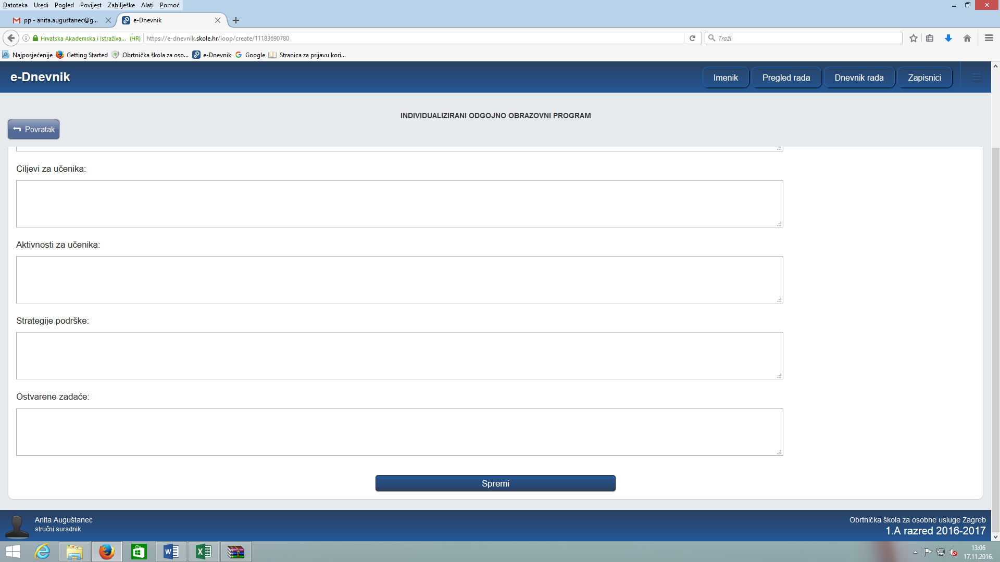 Datoteka Uredi Pogled Povijest Zabilješke Alati Pomoć
pp - anita.augustanec@g... e-Dnevnik
Hrvatska Akademska i Istraživa... (HR) https://e-dnevnik.skole.hr/ioop/create/11183690780 Traži
Najposjećenije Getting Started Obrtnička škola za oso... e-Dnevnik Google Stranica za prijavu kori...
e-Dnevnik Imenik Pregled rada Dnevnik rada Zapisnici
INDIVIDUALIZIRANI ODGOJNO OBRAZOVNI PROGRAM
Povratak
Ciljevi za učenika:
Aktivnosti za učenika:
Strategije podrške:
Ostvarene zadaće:
Spremi
Anita Auguštanec
stručni suradnik
Obrtnička škola za osobne usluge Zagreb
1.A razred 2016-2017
13:06
17.11.2016.